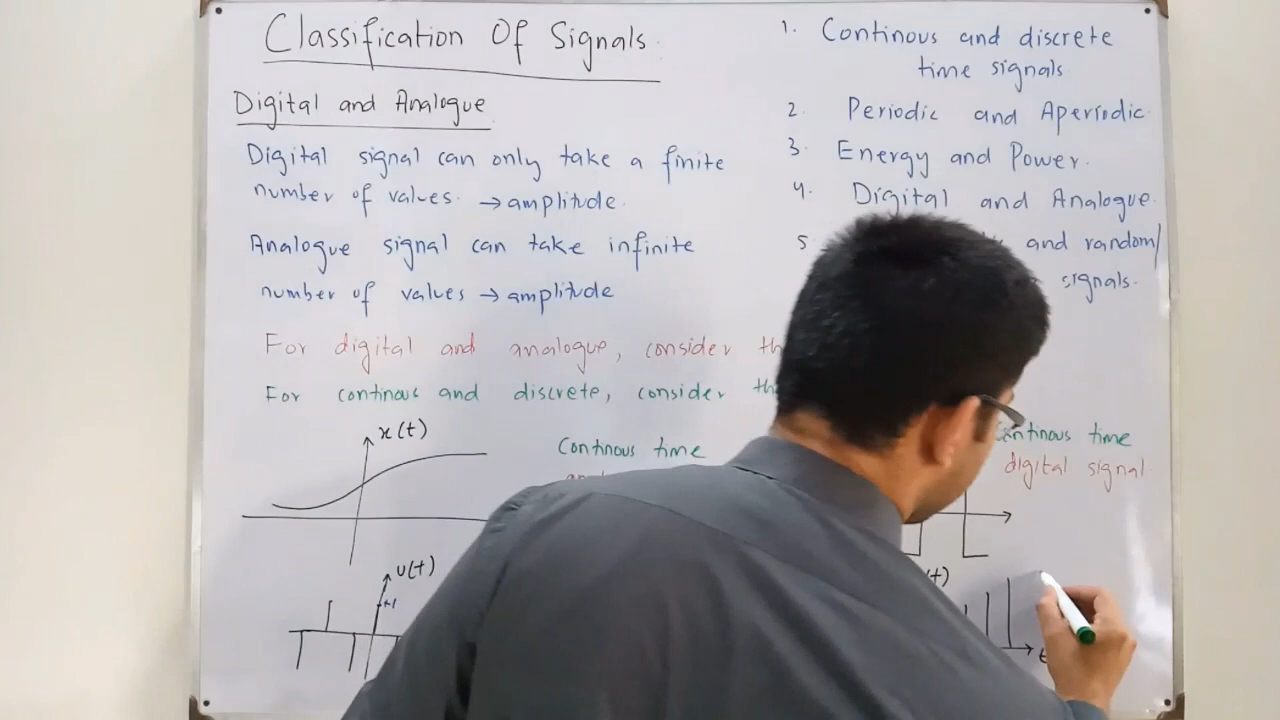 Classification Of Signals.
Digital and Analogue
Digital signal can only take a finite
number of values. → amplitude.
Analogue signal can take infinite
number of values → amplitude
For digital and analogue, consider
For continous and discrete, consider
x(t)
Continous time
u(t)
+1
1. Continous and discrete
time signals
2. Periodic and Aperiodic.
3. Energy and Power.
4. Digital and Analogue.
5. and random/
signals.
time
digital signal.